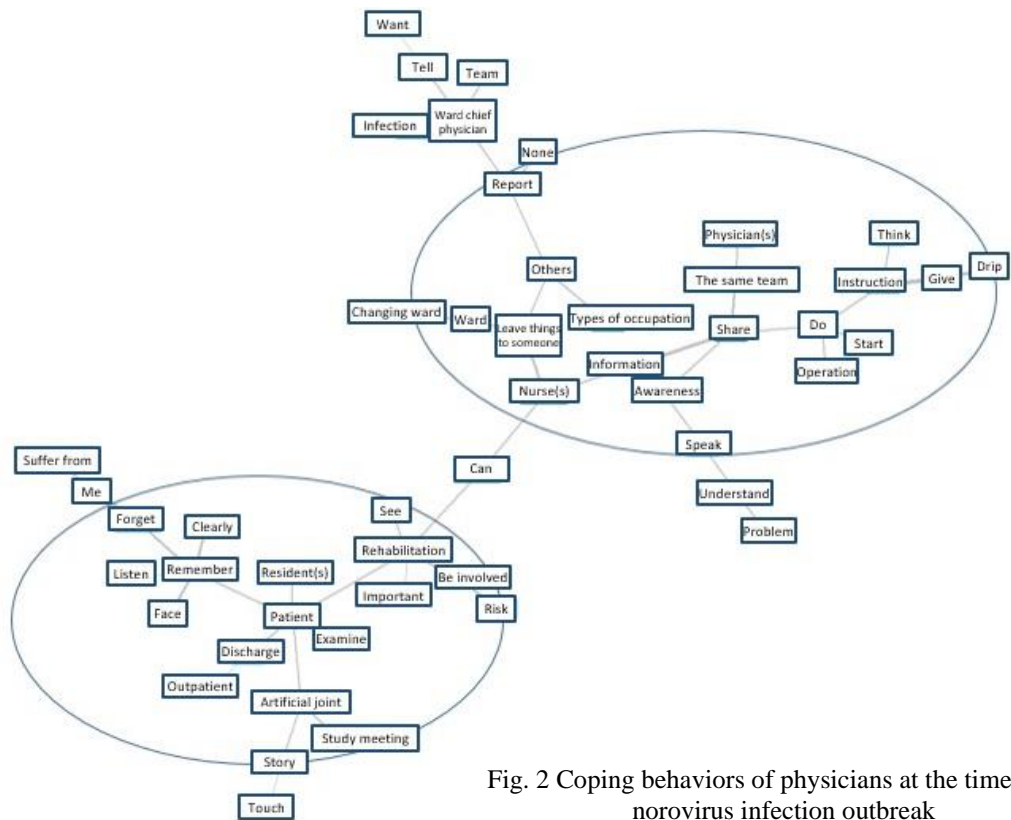 Want
Tell
Team
Ward chief
physician
Infection
None
Report
Physician(s)
Think
Others
The same team
Instruction
Give
Drip
Changing ward
Ward
Leave things
to someone
Types of occupation
Share
Do
Start
Information
Operation
Nurse(s)
Awareness
Speak
Suffer from
Can
Me
Understand
See
Forget
Clearly
Problem
Rehabilitation
Listen
Remember
Resident(s)
Be involved
Important
Risk
Face
Patient
Examine
Discharge
Outpatient
Artificial joint
Study meeting
Story
Touch
Fig. 2 Coping behaviors of physicians at the time
norovirus infection outbreak